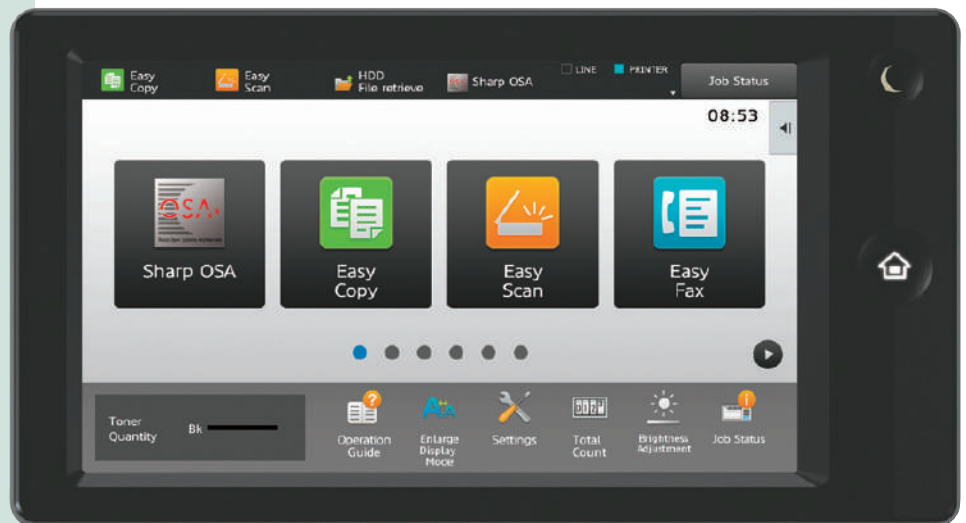 Easy
Copy
Easy
Scan
HDD
File retrieve
Sharp OSA
LINE
PRINTER
Job Status
08:53
OSA
Sharp OSA
Easy
Copy
Easy
Scan
Easy
Fax
Toner
Quantity
Bk
Operation
Guide
Enlarge
Display
Mode
Settings
Total
Count
Brightness
Adjustment
Job Status